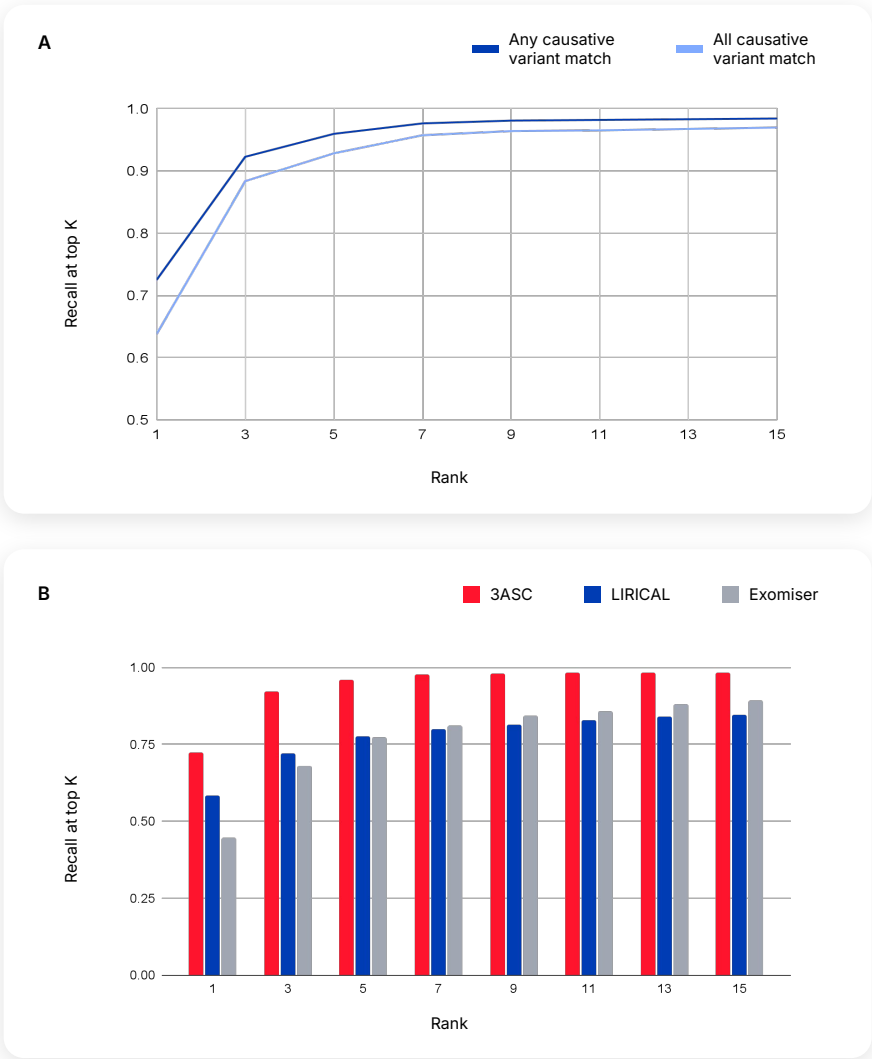 A
Any causative
variant match
All causative
variant match
1.0
0.9
0.8
0.7
0.6
0.5
Recall at top K
1 3 5 7 9 11 13 15
Rank
B
3ASC LIRICAL Exomiser
1.00
0.75
0.50
0.25
0.00
Recall at top K
1 3 5 7 9 11 13 15
Rank